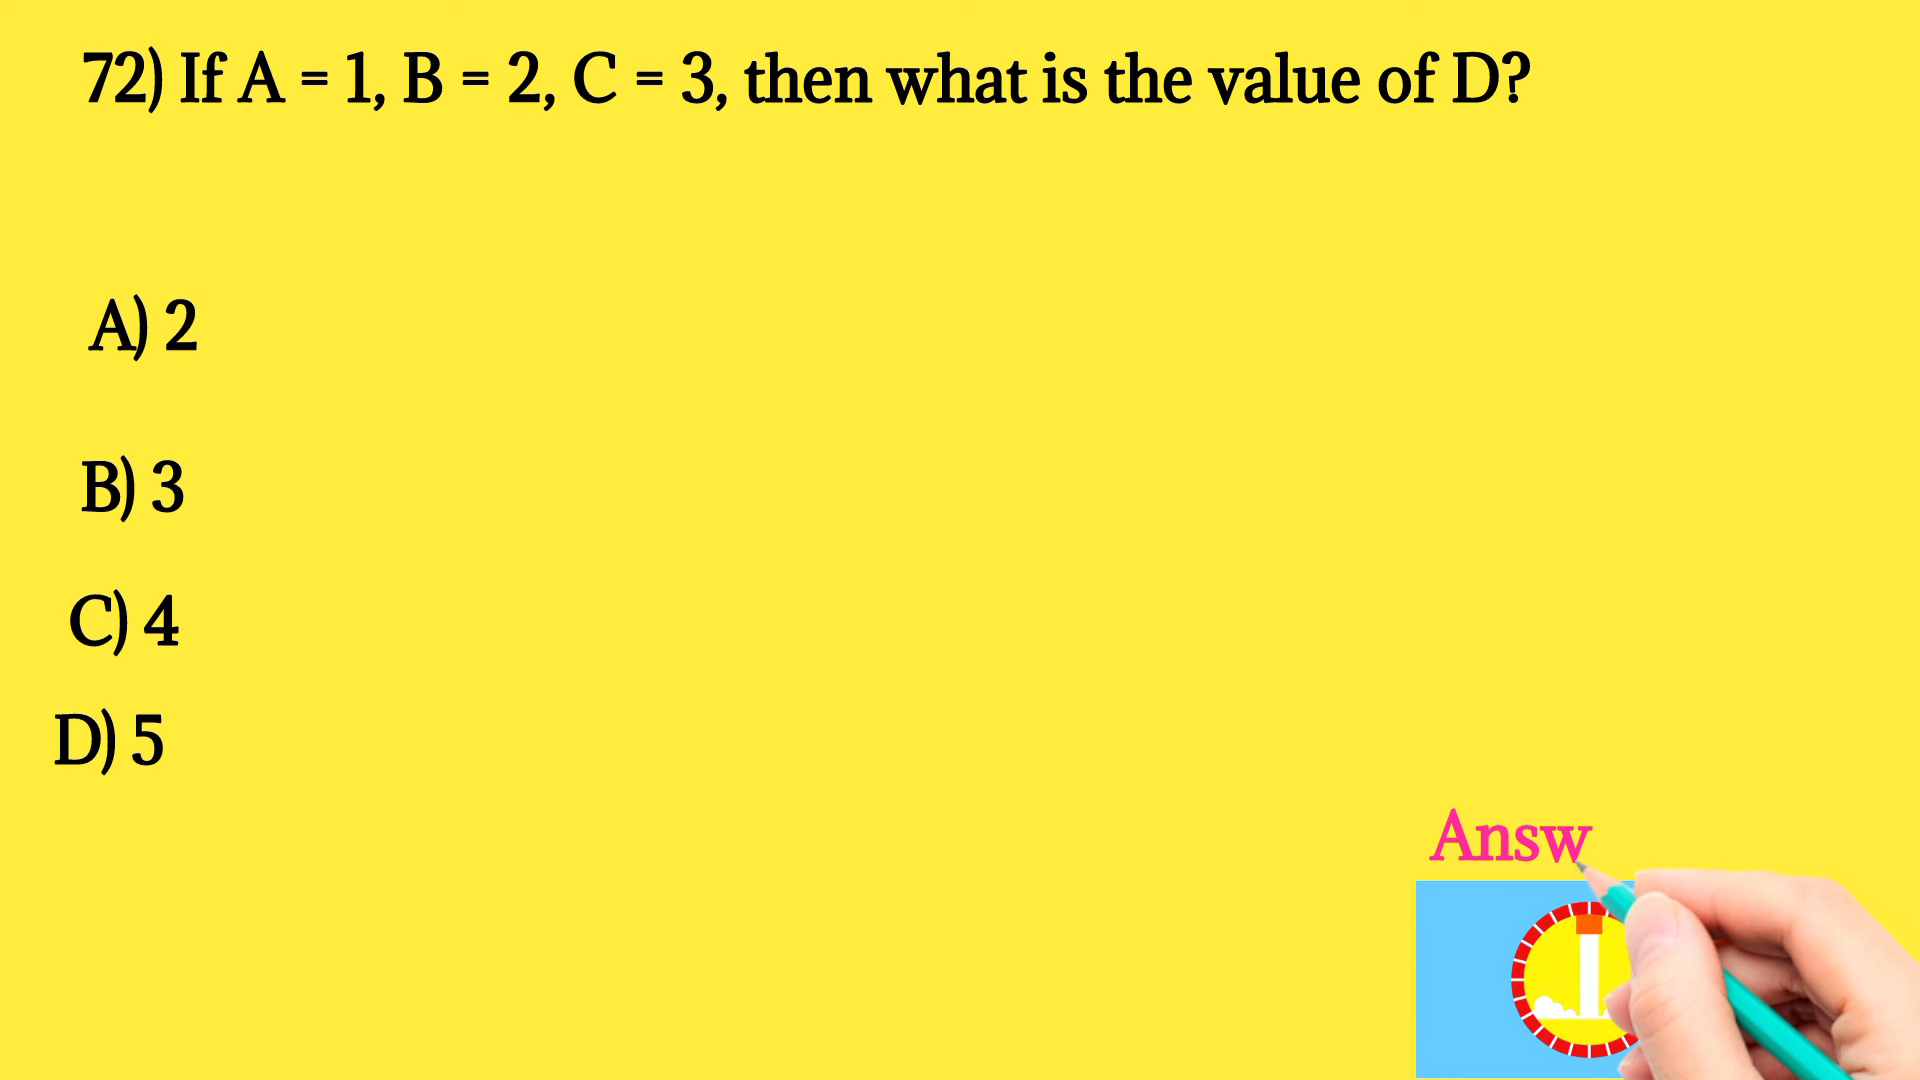 72) If A = 1, B = 2, C = 3, then what is the value of D?
A) 2
B) 3
C) 4
D) 5
Answ